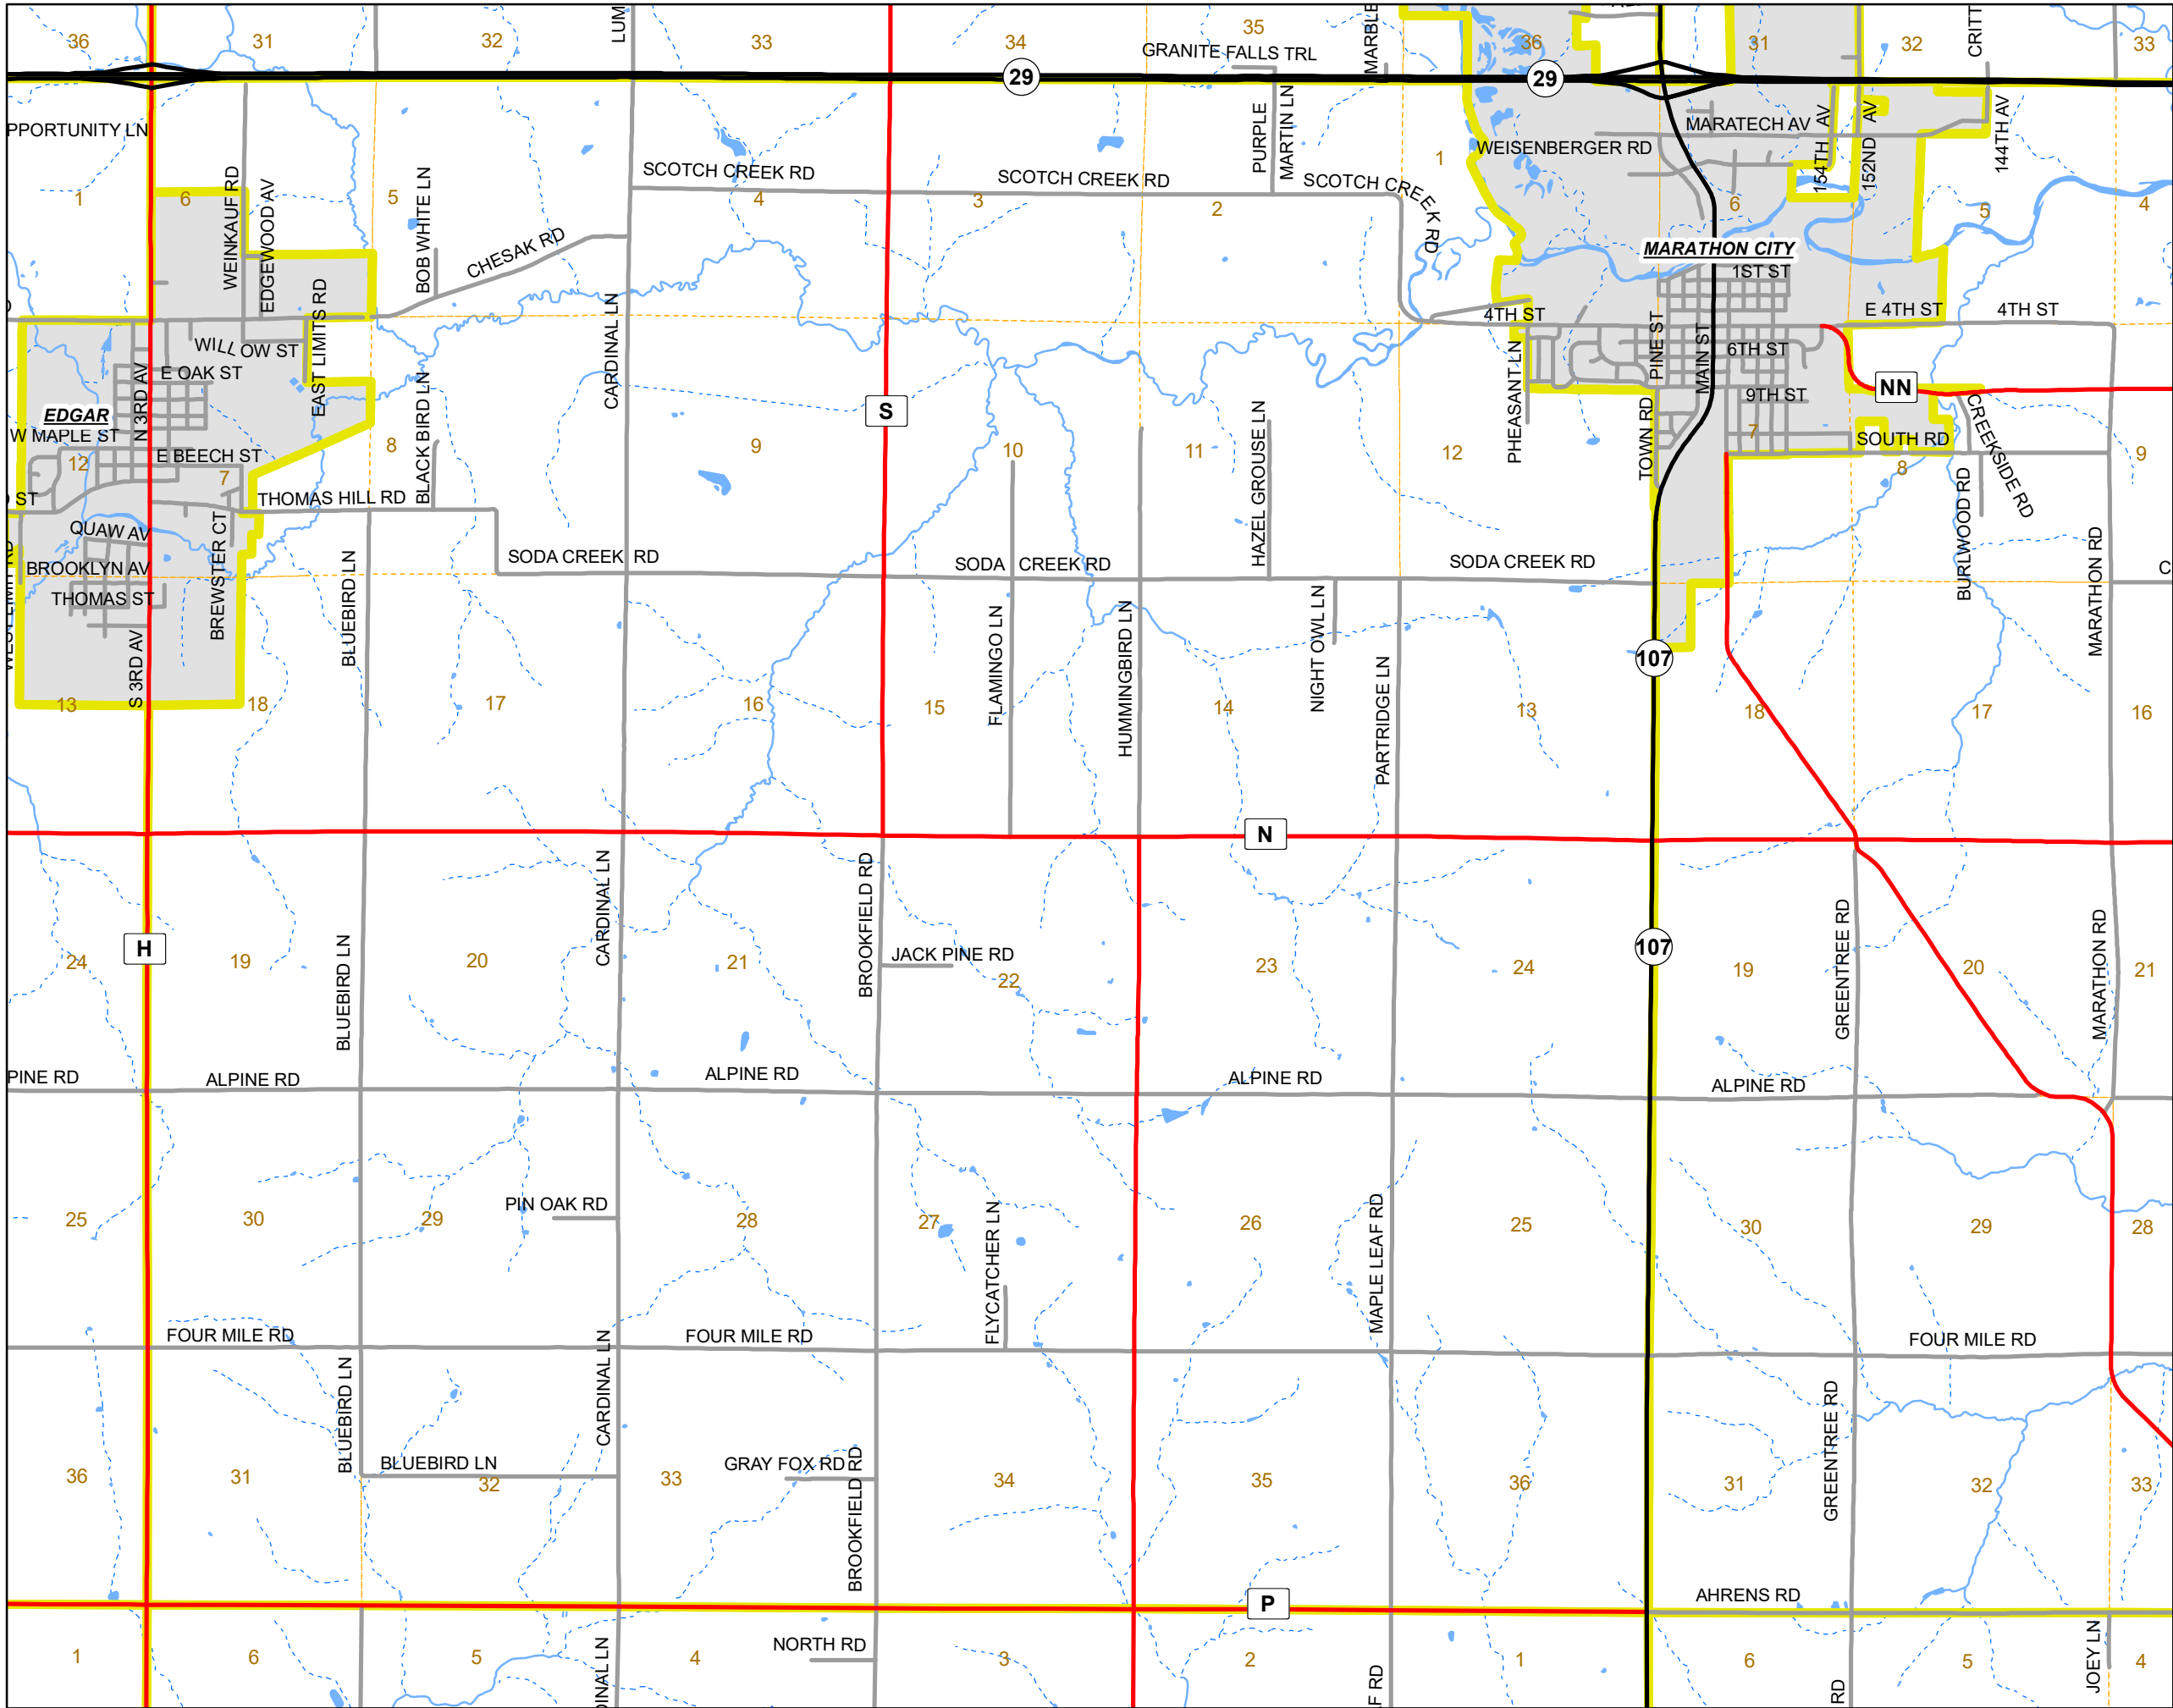 36
31
32
LUM
33
34
35
GRANITE FALLS TRL
MARBLE
36
31
32
CRITT
33
29
29
PPORTUNITY LN
1
6
WEINKAUF RD
EDGEWOOD AV
5
BOB WHITE LN
CHESAK RD
SCOTCH CREEK RD
4
3
SCOTCH CREEK RD
2
PURPLE
MARTIN LN
SCOTCH CREEK RD
1
WEISENBERGER RD
MARATECH AV
154TH AV
152ND AV
144TH AV
6
5
4
MARATHON CITY
1ST ST
4TH ST
E 4TH ST
4TH ST
PINE ST
MAIN ST
6TH ST
9TH ST
NN
PHEASANT LN
TOWN RD
7
SOUTH RD
8
CREEKSIDE RD
BURLWOOD RD
9
EAST LIMITS RD
WILLOW ST
E OAK ST
N 3RD AV
EDGAR
W MAPLE ST
12
E BEECH ST
7
8
BLACK BIRD LN
CARDINAL LN
S
9
10
11
HAZEL GROUSE LN
12
THOMAS HILL RD
QUAW AV
BROOKLYN AV
THOMAS ST
BREWSTER CT
S 3RD AV
BLUEBIRD LN
SODA CREEK RD
SODA CREEK RD
SODA CREEK RD
MARATHON RD
C
13
18
17
16
15
FLAMINGO LN
HUMMINGBIRD LN
14
NIGHT OWL LN
PARTRIDGE LN
13
107
18
17
16
N
H
24
19
BLUEBIRD LN
20
CARDINAL LN
21
BROOKFIELD RD
JACK PINE RD
22
23
24
107
19
GREENTREE RD
20
MARATHON RD
21
PINE RD
ALPINE RD
ALPINE RD
ALPINE RD
ALPINE RD
25
30
29
PIN OAK RD
28
27
FLYCATCHER LN
26
MAPLE LEAF RD
25
30
29
28
FOUR MILE RD
FOUR MILE RD
FOUR MILE RD
36
31
BLUEBIRD LN
BLUEBIRD LN
32
CARDINAL LN
33
GRAY FOX RD
BROOKFIELD RD
34
35
36
31
GREENTREE RD
32
33
P
AHRENS RD
1
6
5
DINAL LN
4
NORTH RD
3
2
F RD
1
6
RD
5
JOEY LN
4